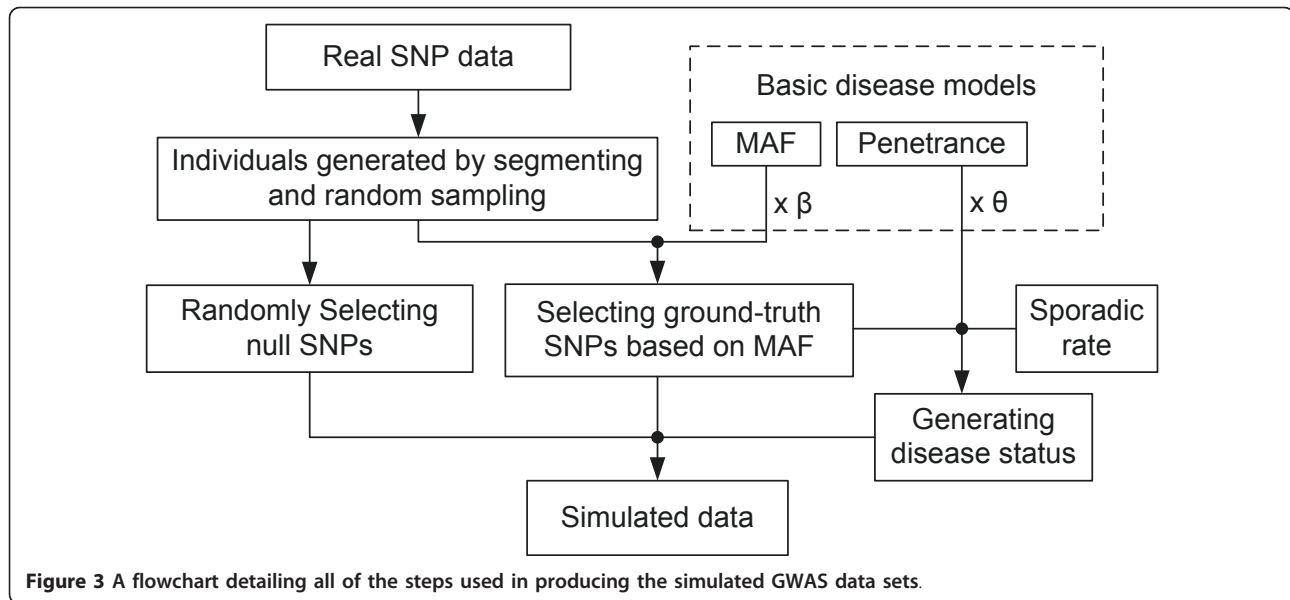 Real SNP data
Basic disease models
MAF
Penetrance
Individuals generated by segmenting
and random sampling
x β
x θ
Randomly Selecting
null SNPs
Selecting ground-truth
SNPs based on MAF
Sporadic
rate
Generating
disease status
Simulated data
Figure 3 A flowchart detailing all of the steps used in producing the simulated GWAS data sets.